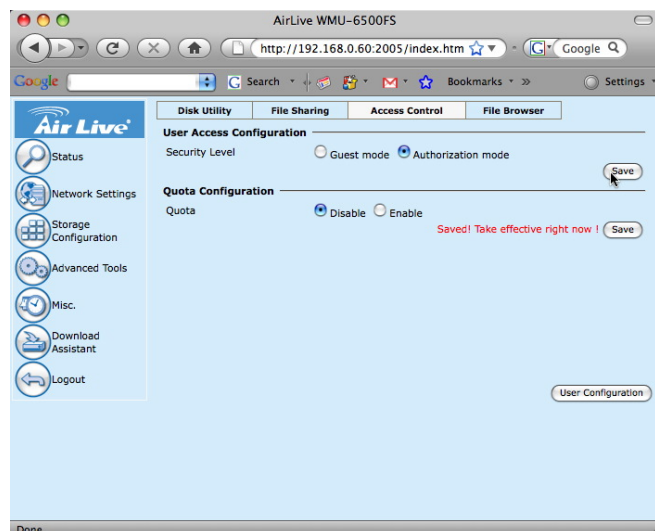 AirLive WMU-6500FS
http://192.168.0.60:2005/index.htm
G Google
Google
G Search
Bookmarks
»
Settings
Air Live
Disk Utility File Sharing Access Control File Browser
User Access Configuration
Security Level Guest mode Authorization mode
Save
Quota Configuration
Quota Disable Enable
Saved! Take effective right now ! Save
Status
Network Settings
Storage
Configuration
Advanced Tools
Misc.
Download
Assistant
Logout
User Configuration
Done